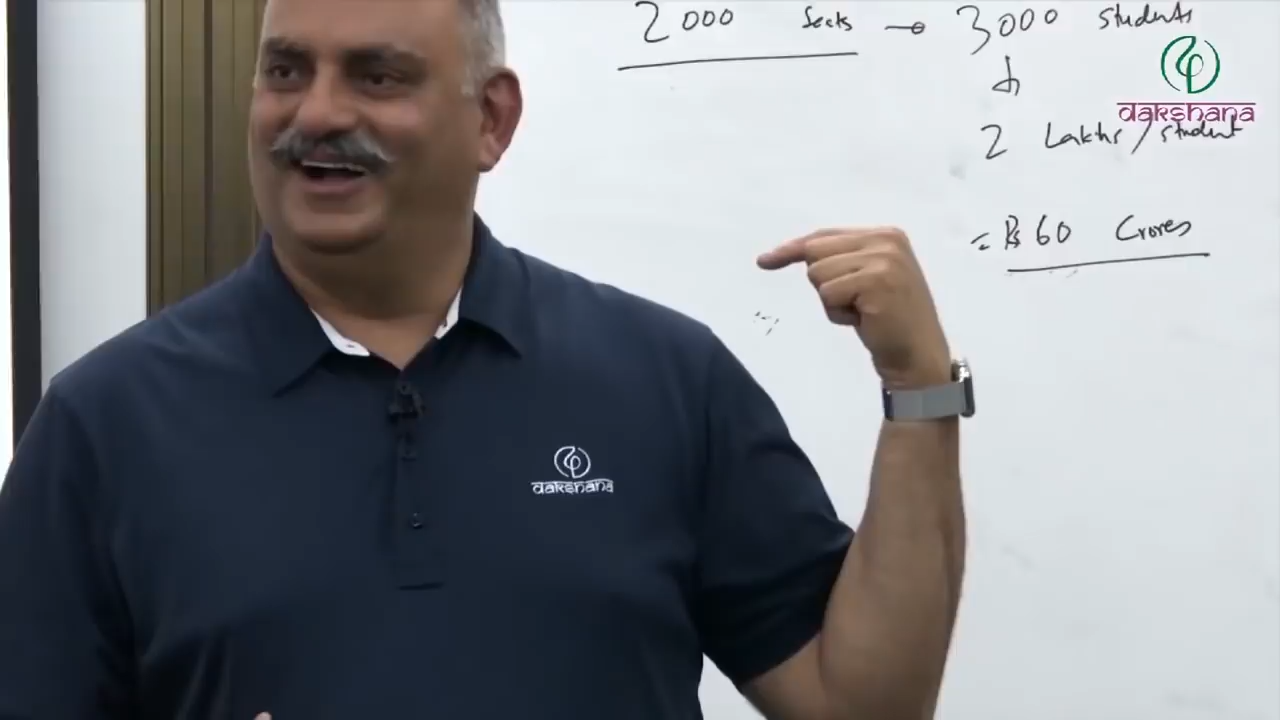 2000 Seats → 3000 students
2 Lakhs/student
= Rs 60 Crores
dakshana
dakshana